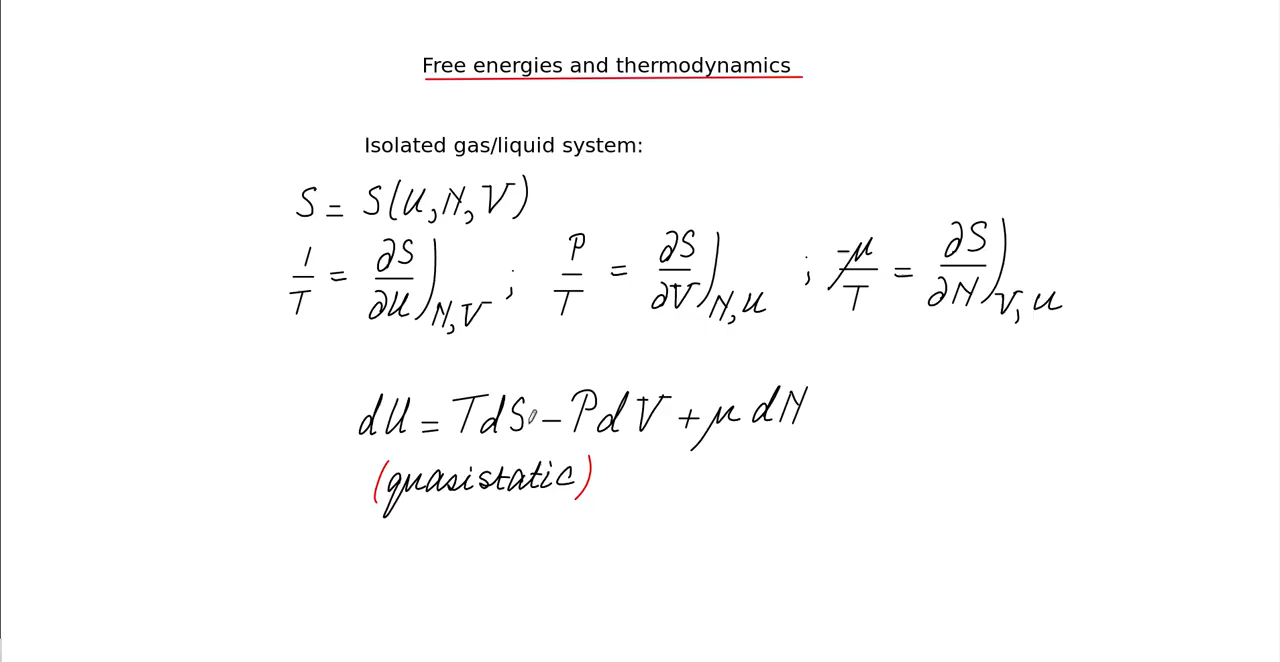 Free energies and thermodynamics
Isolated gas/liquid system:
S = S(U,N,V)
1/T = ∂S/∂U)_{N,V} ; P/T = ∂S/∂V)_{N,U} ; -μ/T = ∂S/∂N)_{V,U}
dU = TdS - PdV + μdN
(quasistatic)